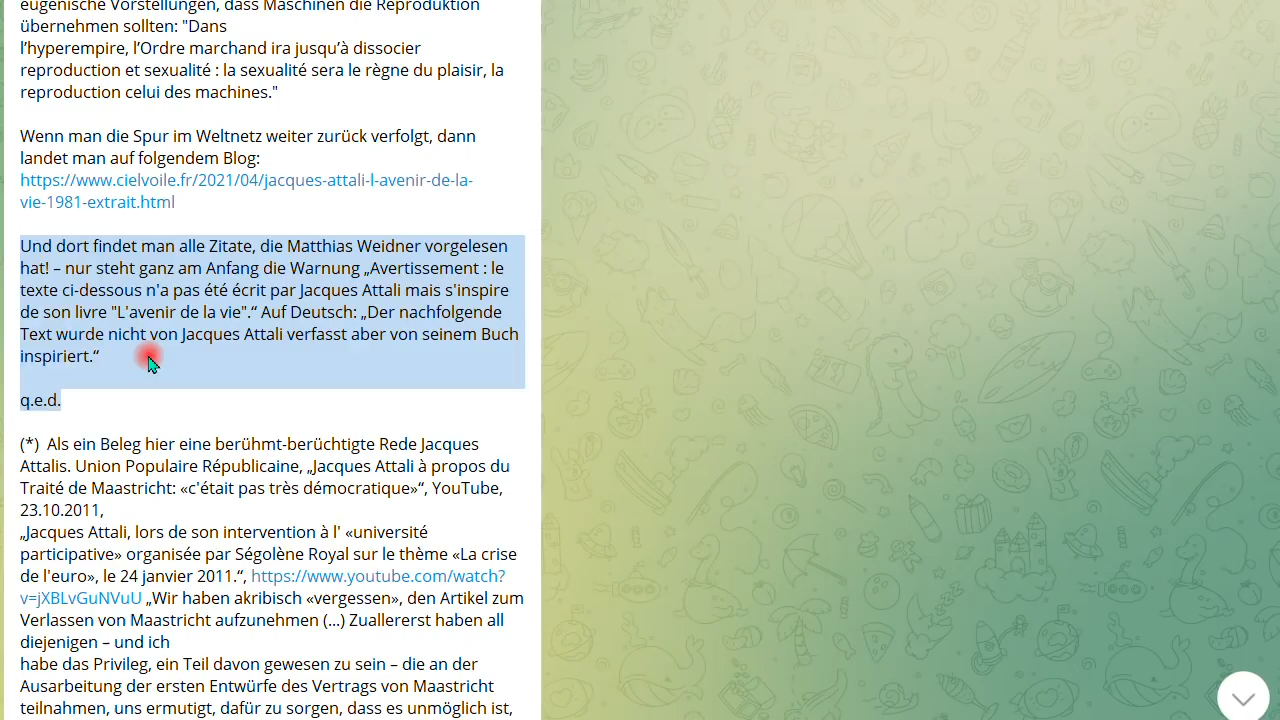 eugenische Vorstellungen, dass Maschinen die Reproduktion
übernehmen sollten: "Dans
l’hyperempire, l’Ordre marchand ira jusqu’à dissocier
reproduction et sexualité : la sexualité sera le règne du plaisir, la
reproduction celui des machines."
Wenn man die Spur im Weltnetz weiter zurück verfolgt, dann
landet man auf folgendem Blog:
https://www.cielvoile.fr/2021/04/jacques-attali-l-avenir-de-la-
vie-1981-extrait.html
Und dort findet man alle Zitate, die Matthias Weidner vorgelesen
hat! – nur steht ganz am Anfang die Warnung „Avertissement : le
texte ci-dessous n'a pas été écrit par Jacques Attali mais s'inspire
de son livre "L'avenir de la vie".“ Auf Deutsch: „Der nachfolgende
Text wurde nicht von Jacques Attali verfasst aber von seinem Buch
inspiriert.“
q.e.d.
(*)  Als ein Beleg hier eine berühmt-berüchtigte Rede Jacques
Attalis. Union Populaire Républicaine, „Jacques Attali à propos du
Traité de Maastricht: «c'était pas très démocratique»“, YouTube,
23.10.2011,
„Jacques Attali, lors de son intervention à l' «université
participative» organisée par Ségolène Royal sur le thème «La crise
de l'euro», le 24 janvier 2011.“, https://www.youtube.com/watch?
v=jXBLvGuNVuU „Wir haben akribisch «vergessen», den Artikel zum
Verlassen von Maastricht aufzunehmen (...) Zuallererst haben all
diejenigen – und ich
habe das Privileg, ein Teil davon gewesen zu sein – die an der
Ausarbeitung der ersten Entwürfe des Vertrags von Maastricht
teilnahmen, uns ermutigt, dafür zu sorgen, dass es unmöglich ist,